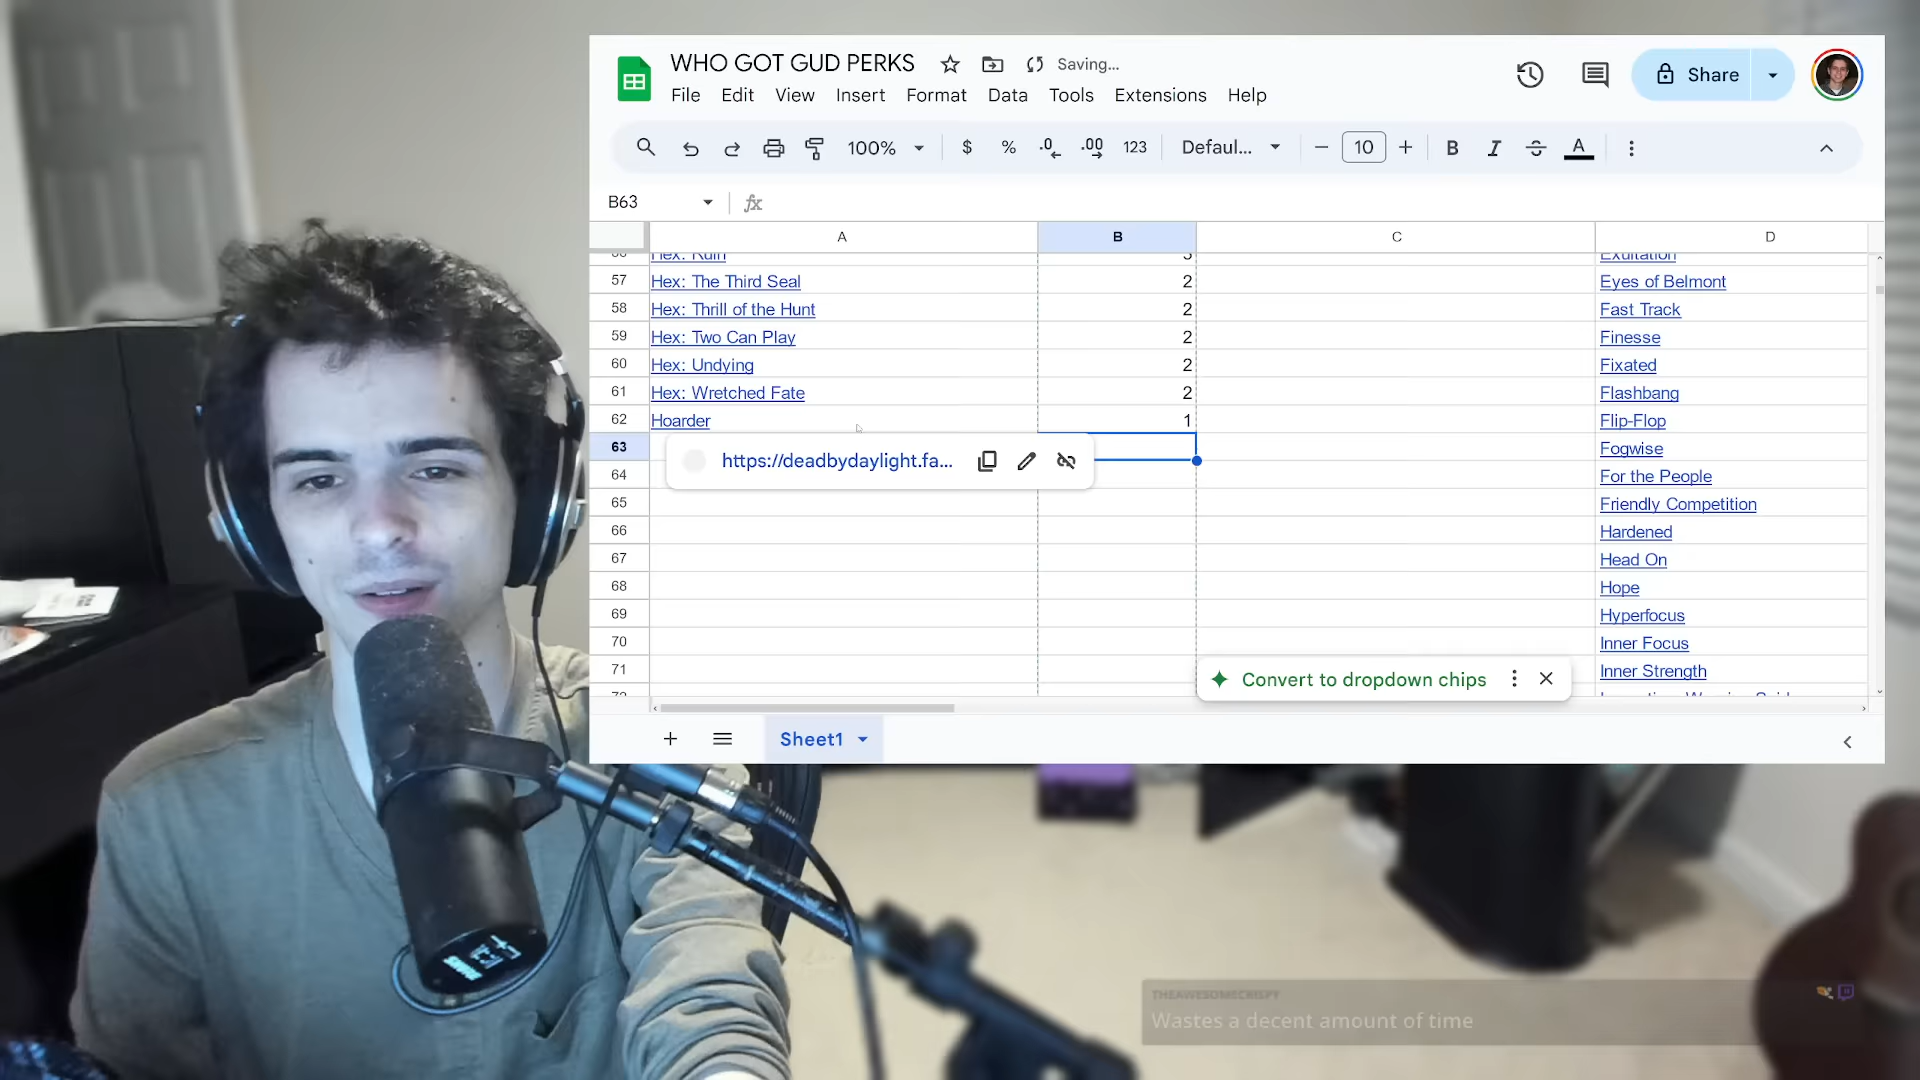 WHO GOT GUD PERKS Saving...
File Edit View Insert Format Data Tools Extensions Help
Share
100% $ % .0 .00 123 Defaul... 10 B I S A
B63 fx
A B C D
Hex: Ruin 3 Exultation
57 Hex: The Third Seal 2 Eyes of Belmont
58 Hex: Thrill of the Hunt 2 Fast Track
59 Hex: Two Can Play 2 Finesse
60 Hex: Undying 2 Fixated
61 Hex: Wretched Fate 2 Flashbang
62 Hoarder 1 Flip-Flop
63 Fogwise
https://deadbydaylight.fa...
64 For the People
65 Friendly Competition
66 Hardened
67 Head On
68 Hope
69 Hyperfocus
70 Inner Focus
71 Inner Strength
Convert to dropdown chips
Sheet1
THEAWESOMECRISPY
Wastes a decent amount of time